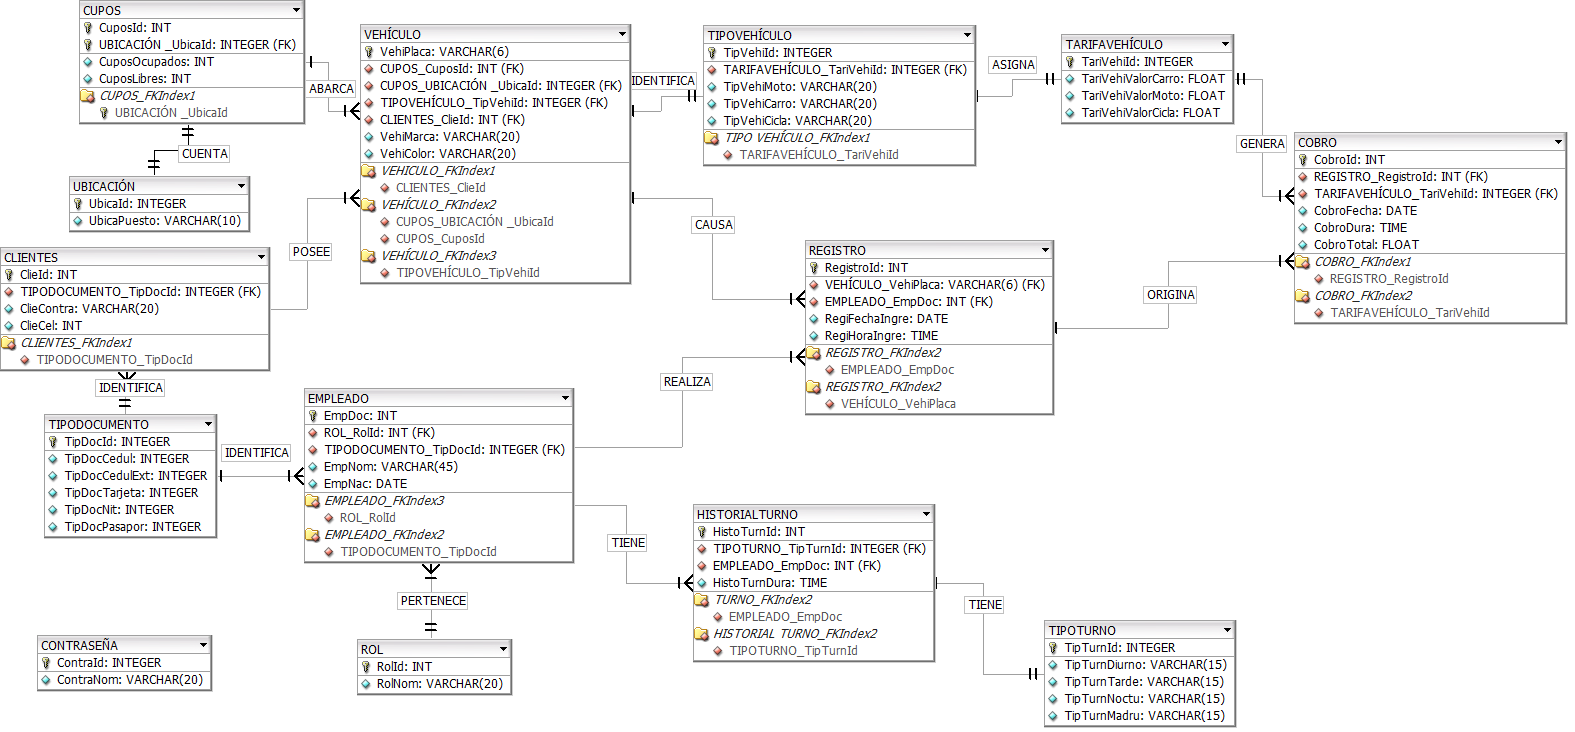 CUPOS
CuposId: INT
UBICACIÓN _UbicaId: INTEGER (FK)
CuposOcupados: INT
CuposLibres: INT
CUPOS_FKIndex1
UBICACIÓN _UbicaId
CUENTA
UBICACIÓN
UbicaId: INTEGER
UbicaPuesto: VARCHAR(10)
ABARCA
VEHÍCULO
VehiPlaca: VARCHAR(6)
CUPOS_CuposId: INT (FK)
CUPOS_UBICACIÓN _UbicaId: INTEGER (FK)
TIPOVEHÍCULO_TipVehiId: INTEGER (FK)
CLIENTES_ClieId: INT (FK)
VehiMarca: VARCHAR(20)
VehiColor: VARCHAR(20)
VEHICULO_FKIndex1
CLIENTES_ClieId
VEHÍCULO_FKIndex2
CUPOS_UBICACIÓN _UbicaId
CUPOS_CuposId
VEHÍCULO_FKIndex3
TIPOVEHÍCULO_TipVehiId
IDENTIFICA
TIPOVEHÍCULO
TipVehiId: INTEGER
TARIFAVEHÍCULO_TariVehiId: INTEGER (FK)
TipVehiMoto: VARCHAR(20)
TipVehiCarro: VARCHAR(20)
TipVehiCicla: VARCHAR(20)
TIPO VEHÍCULO_FKIndex1
TARIFAVEHÍCULO_TariVehiId
ASIGNA
TARIFAVEHÍCULO
TariVehiId: INTEGER
TariVehiValorCarro: FLOAT
TariVehiValorMoto: FLOAT
TariVehiValorCicla: FLOAT
GENERA
COBRO
CobroId: INT
REGISTRO_RegistroId: INT (FK)
TARIFAVEHÍCULO_TariVehiId: INTEGER (FK)
CobroFecha: DATE
CobroDura: TIME
CobroTotal: FLOAT
COBRO_FKIndex1
REGISTRO_RegistroId
COBRO_FKIndex2
TARIFAVEHÍCULO_TariVehiId
CLIENTES
ClieId: INT
TIPODOCUMENTO_TipDocId: INTEGER (FK)
ClieContra: VARCHAR(20)
ClieCel: INT
CLIENTES_FKIndex1
TIPODOCUMENTO_TipDocId
POSEE
CAUSA
REGISTRO
RegistroId: INT
VEHÍCULO_VehiPlaca: VARCHAR(6) (FK)
EMPLEADO_EmpDoc: INT (FK)
RegiFechaIngre: DATE
RegiHoraIngre: TIME
REGISTRO_FKIndex2
EMPLEADO_EmpDoc
REGISTRO_FKIndex2
VEHÍCULO_VehiPlaca
ORIGINA
IDENTIFICA
TIPODOCUMENTO
TipDocId: INTEGER
TipDocCedul: INTEGER
TipDocCedulExt: INTEGER
TipDocTarjeta: INTEGER
TipDocNit: INTEGER
TipDocPasapor: INTEGER
IDENTIFICA
EMPLEADO
EmpDoc: INT
ROL_RolId: INT (FK)
TIPODOCUMENTO_TipDocId: INTEGER (FK)
EmpNom: VARCHAR(45)
EmpNac: DATE
EMPLEADO_FKIndex3
ROL_RolId
EMPLEADO_FKIndex2
TIPODOCUMENTO_TipDocId
REALIZA
TIENE
HISTORIALTURNO
HistoTurnId: INT
TIPOTURNO_TipTurnId: INTEGER (FK)
EMPLEADO_EmpDoc: INT (FK)
HistoTurnDura: TIME
TURNO_FKIndex2
EMPLEADO_EmpDoc
HISTORIAL TURNO_FKIndex2
TIPOTURNO_TipTurnId
TIENE
TIPOTURNO
TipTurnId: INTEGER
TipTurnDiurno: VARCHAR(15)
TipTurnTarde: VARCHAR(15)
TipTurnNoctu: VARCHAR(15)
TipTurnMadru: VARCHAR(15)
PERTENECE
ROL
RolId: INT
RolNom: VARCHAR(20)
CONTRASEÑA
ContraId: INTEGER
ContraNom: VARCHAR(20)